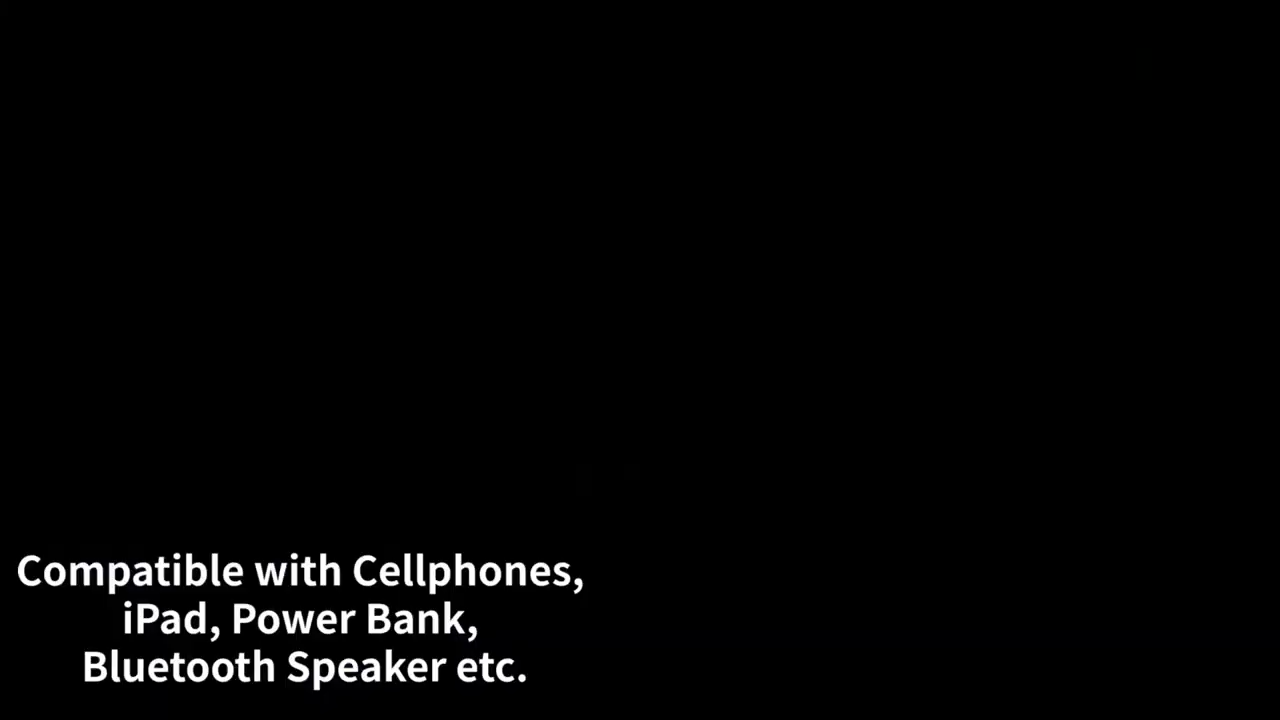 Compatible with Cellphones,
iPad, Power Bank,
Bluetooth Speaker etc.